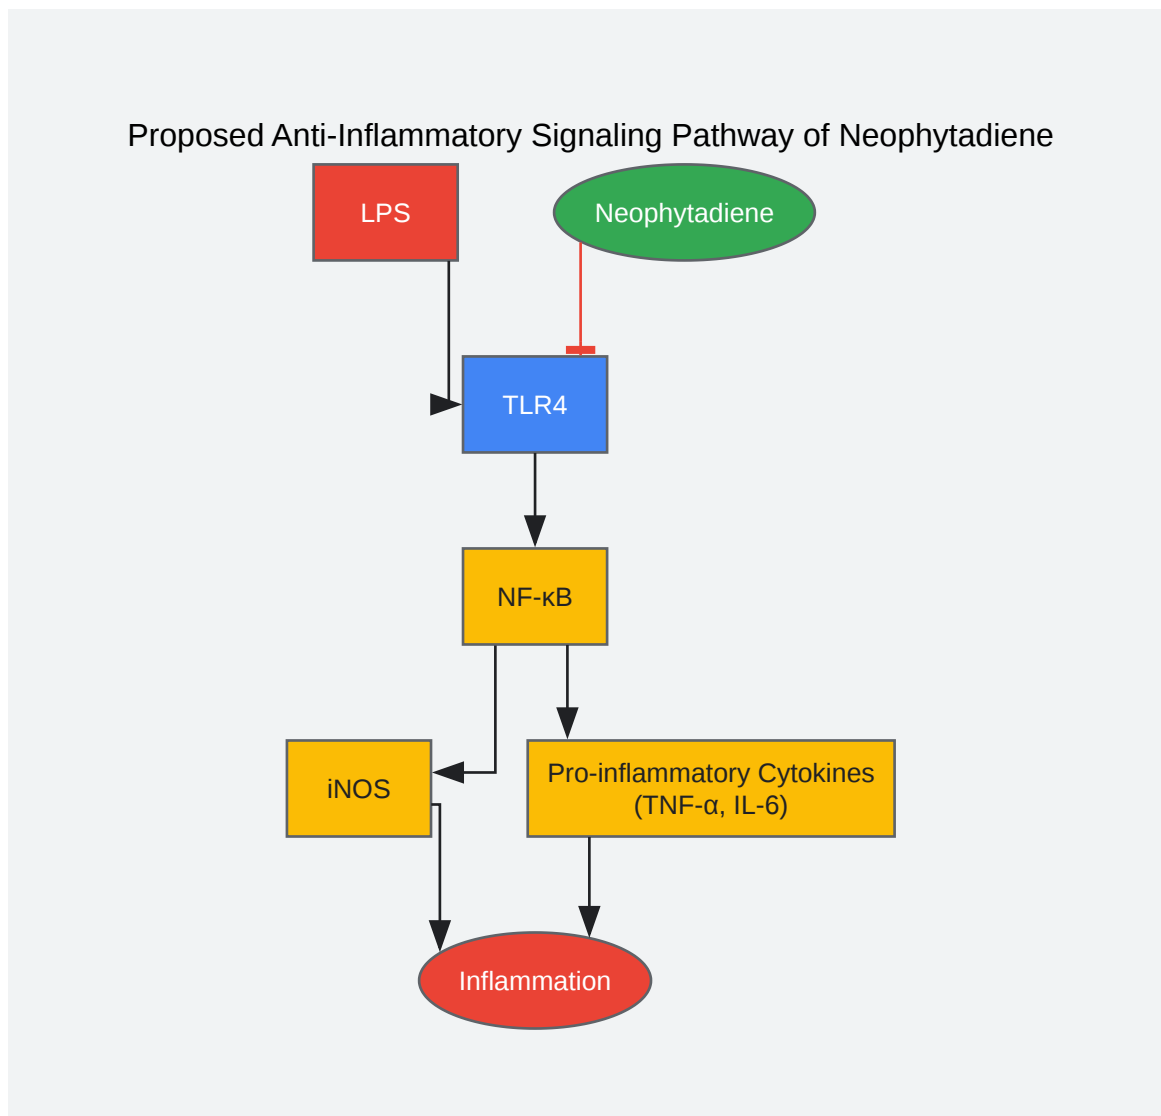 Proposed Anti-Inflammatory Signaling Pathway of Neophytadiene
LPS
Neophytadiene
TLR4
NF-κB
iNOS
Pro-inflammatory Cytokines
(TNF-α, IL-6)
Inflammation